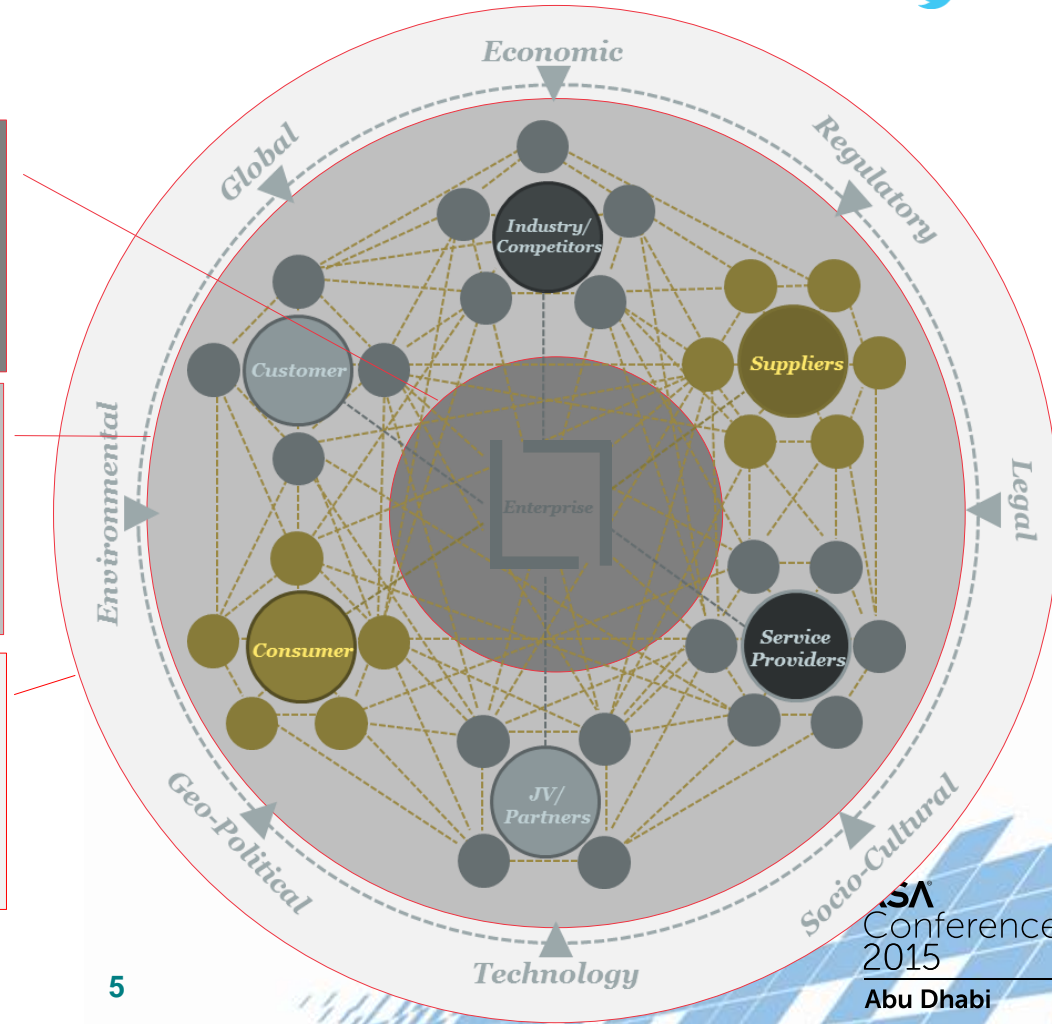 Economic
Global
Regulatory
Industry/
Competitors
Customer
Suppliers
Environmental
Legal
Enterprise
Consumer
Service
Providers
JV/
Partners
Geo-Political
Socio-Cultural
Technology
5
Conference
2015
Abu Dhabi